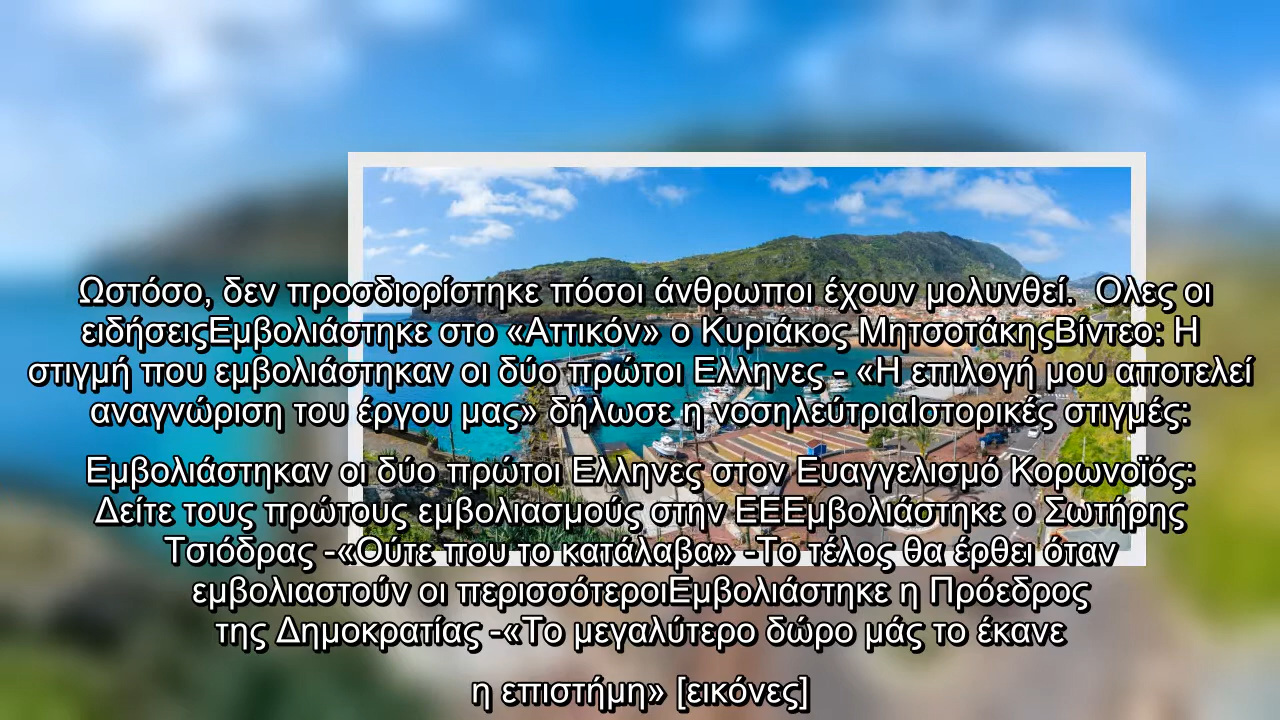 Ωστόσο, δεν προσδιορίστηκε πόσοι άνθρωποι έχουν μολυνθεί.  Ολες οι
ειδήσειςΕμβολιάστηκε στο «Αττικόν» ο Κυριάκος ΜητσοτάκηςΒίντεο: Η
στιγμή που εμβολιάστηκαν οι δύο πρώτοι Ελληνες - «Η επιλογή μου αποτελεί
αναγνώριση του έργου μας» δήλωσε η νοσηλεύτριαΙστορικές στιγμές:
Εμβολιάστηκαν οι δύο πρώτοι Ελληνες στον Ευαγγελισμό Κορωνοϊός:
Δείτε τους πρώτους εμβολιασμούς στην ΕΕΕμβολιάστηκε ο Σωτήρης
Τσιόδρας -«Ούτε που το κατάλαβα» -Το τέλος θα έρθει όταν
εμβολιαστούν οι περισσότεροιΕμβολιάστηκε η Πρόεδρος
της Δημοκρατίας -«Το μεγαλύτερο δώρο μάς το έκανε
η επιστήμη» [εικόνες]